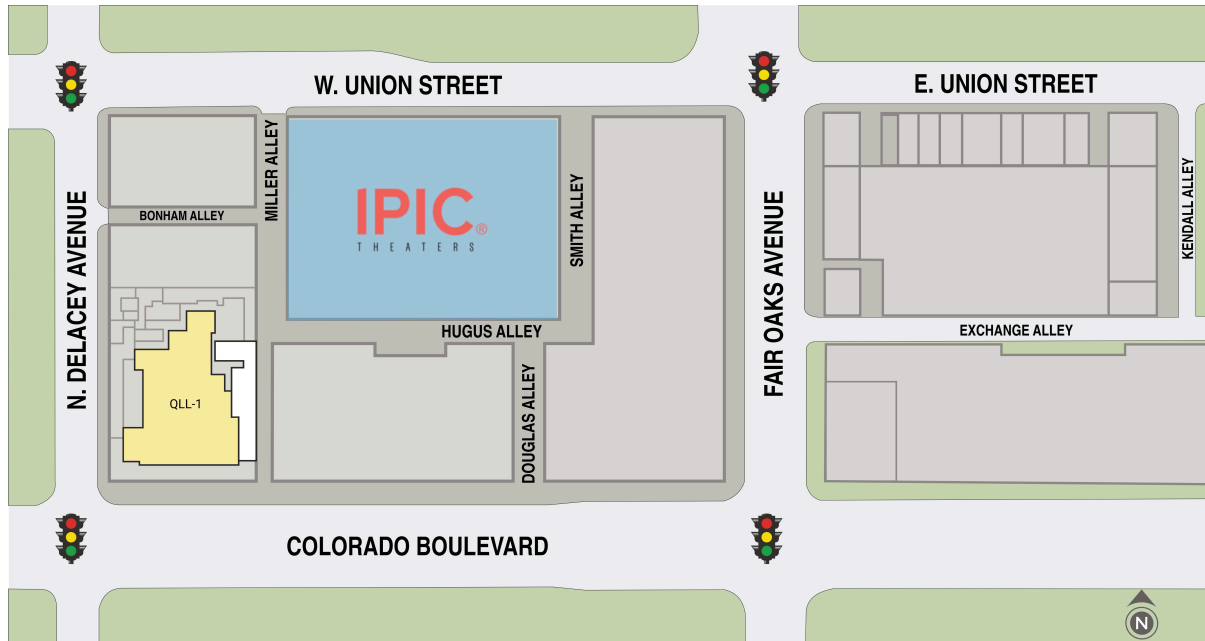 W. UNION STREET
E. UNION STREET
MILLER ALLEY
IPIC®
THEATERS
SMITH ALLEY
KENDALL ALLEY
N. DELACEY AVENUE
BONHAM ALLEY
FAIR OAKS AVENUE
HUGUS ALLEY
EXCHANGE ALLEY
QLL-1
DOUGLAS ALLEY
COLORADO BOULEVARD
N